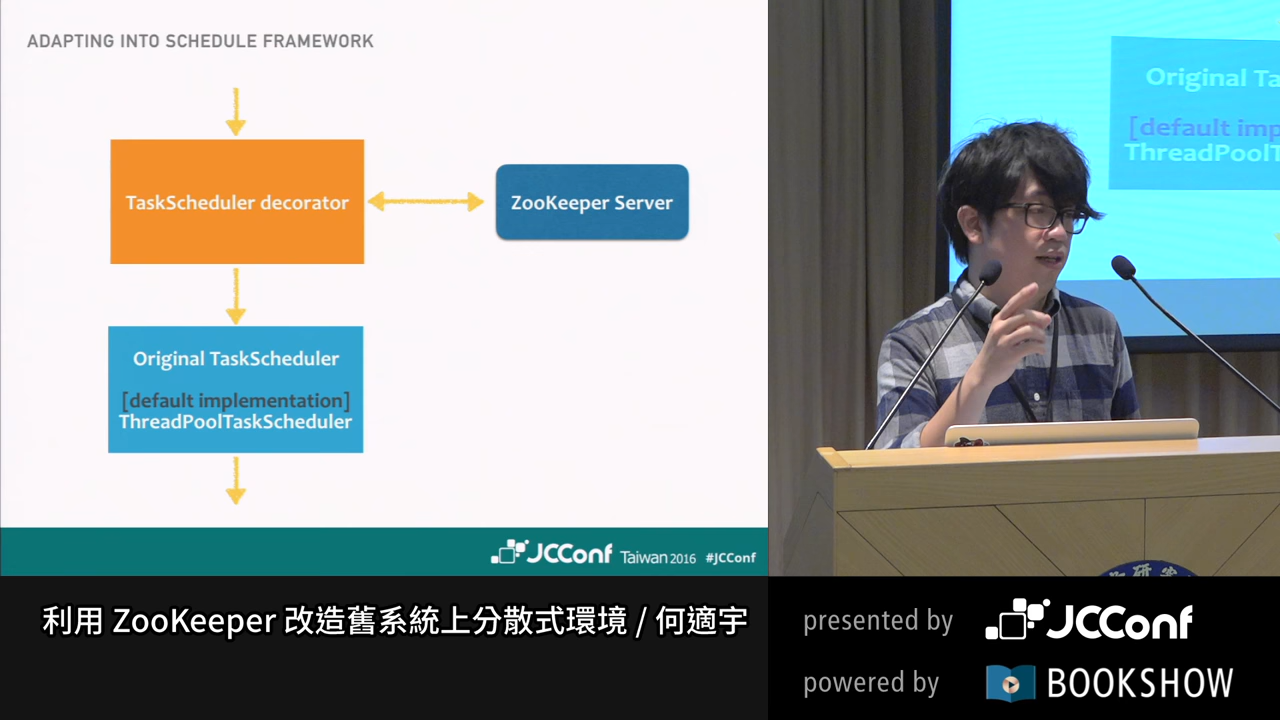 ADAPTING INTO SCHEDULE FRAMEWORK
TaskScheduler decorator
ZooKeeper Server
Original TaskScheduler
[default implementation]
ThreadPoolTaskScheduler
JCConf Taiwan 2016 #JCConf
Original Ta
[default imp
ThreadPoolT
利用 ZooKeeper 改造舊系統上分散式環境 / 何適宇
presented by JCConf
powered by BOOKSHOW